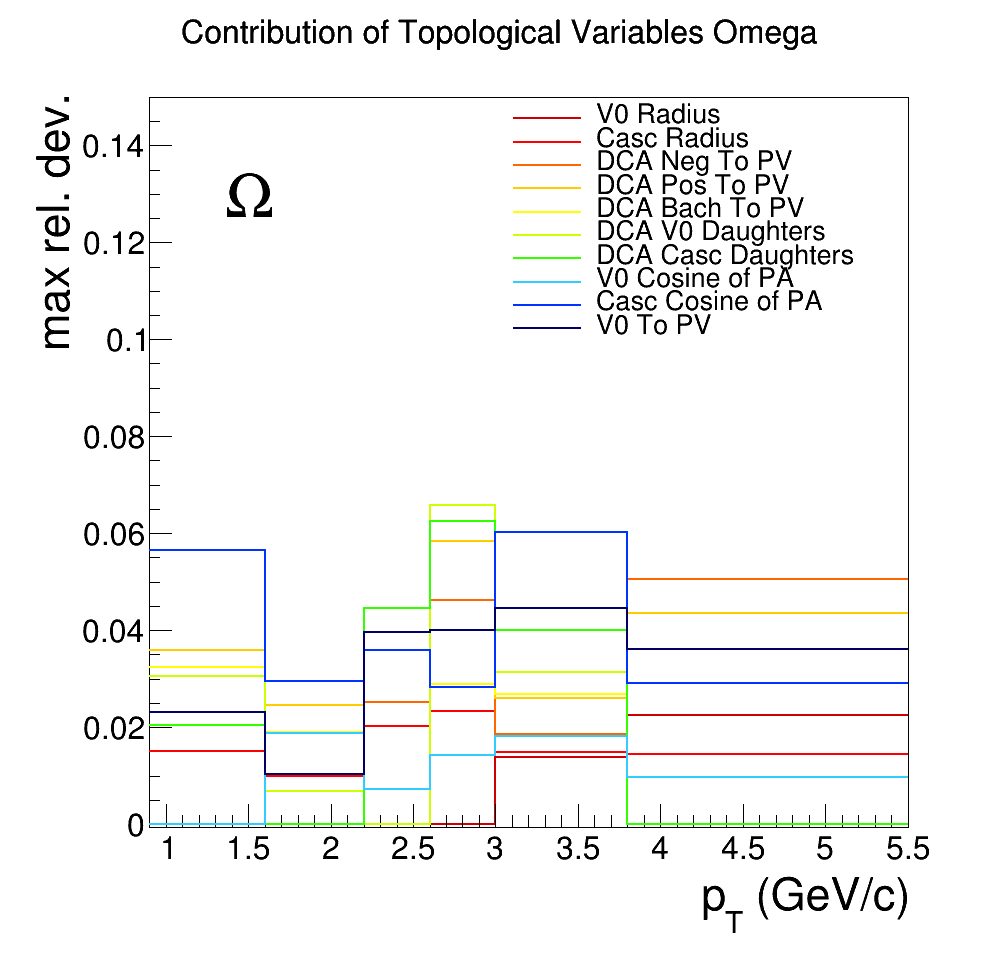 Contribution of Topological Variables Omega
max rel. dev.
0.14
0.12
0.1
0.08
0.06
0.04
0.02
0
Ω
V0 Radius
Casc Radius
DCA Neg To PV
DCA Pos To PV
DCA Bach To PV
DCA V0 Daughters
DCA Casc Daughters
V0 Cosine of PA
Casc Cosine of PA
V0 To PV
1 1.5 2 2.5 3 3.5 4 4.5 5 5.5
p_T (GeV/c)